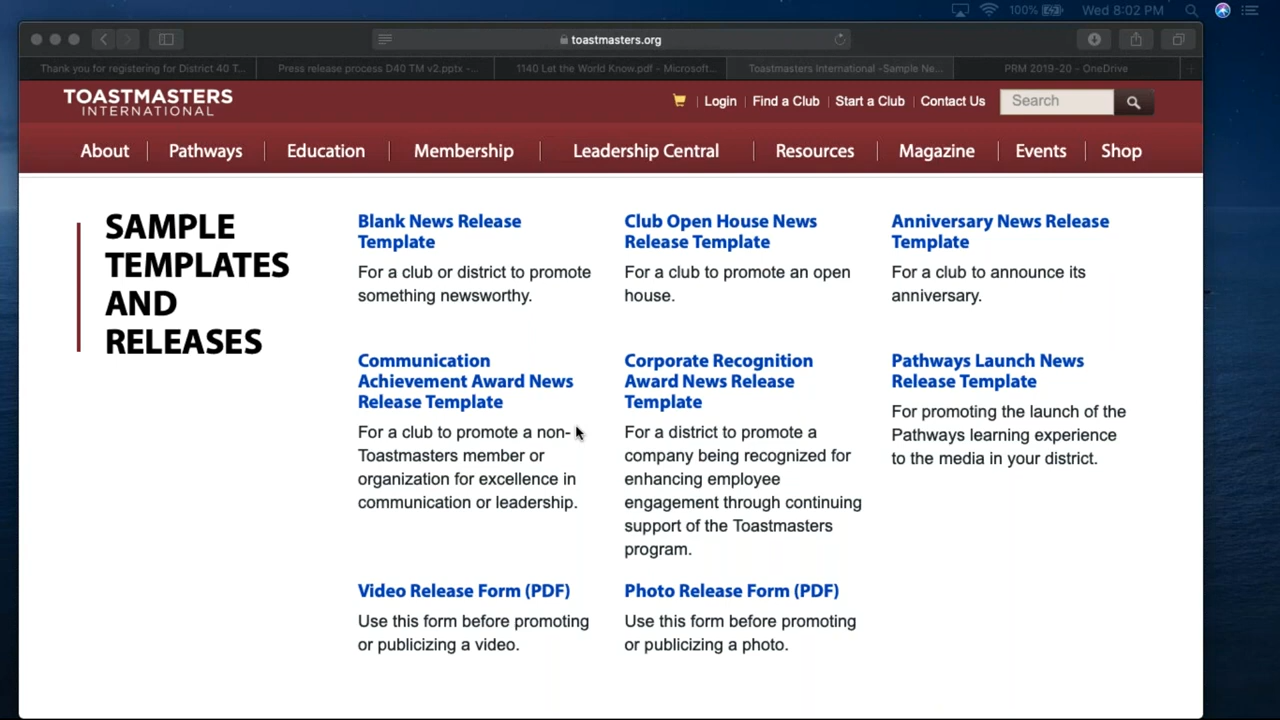 100%
Wed 8:02 PM
toastmasters.org
Thank you for registering for District 40 T...
Press release process D40 TM v2.pptx -...
1140 Let the World Know.pdf - Microsoft...
Toastmasters International -Sample Ne...
PRM 2019-20 - OneDrive
TOASTMASTERS
INTERNATIONAL
Login
Find a Club
Start a Club
Contact Us
Search
About
Pathways
Education
Membership
Leadership Central
Resources
Magazine
Events
Shop
SAMPLE
TEMPLATES
AND
RELEASES
Blank News Release
Template
For a club or district to promote
something newsworthy.
Club Open House News
Release Template
For a club to promote an open
house.
Anniversary News Release
Template
For a club to announce its
anniversary.
Communication
Achievement Award News
Release Template
For a club to promote a non-
Toastmasters member or
organization for excellence in
communication or leadership.
Corporate Recognition
Award News Release
Template
For a district to promote a
company being recognized for
enhancing employee
engagement through continuing
support of the Toastmasters
program.
Pathways Launch News
Release Template
For promoting the launch of the
Pathways learning experience
to the media in your district.
Video Release Form (PDF)
Use this form before promoting
or publicizing a video.
Photo Release Form (PDF)
Use this form before promoting
or publicizing a photo.